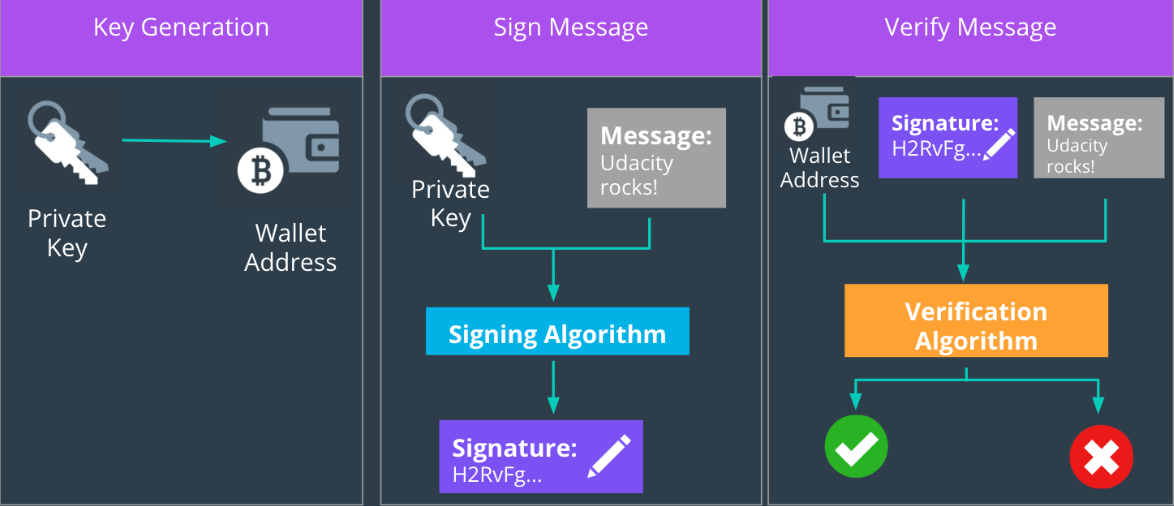 Key Generation
Private
Key
Wallet
Address
Sign Message
Private
Key
Message:
Udacity
rocks!
Signing Algorithm
Signature:
H2RvFg...
Verify Message
Wallet
Address
Signature:
H2RvFg...
Message:
Udacity
rocks!
Verification
Algorithm